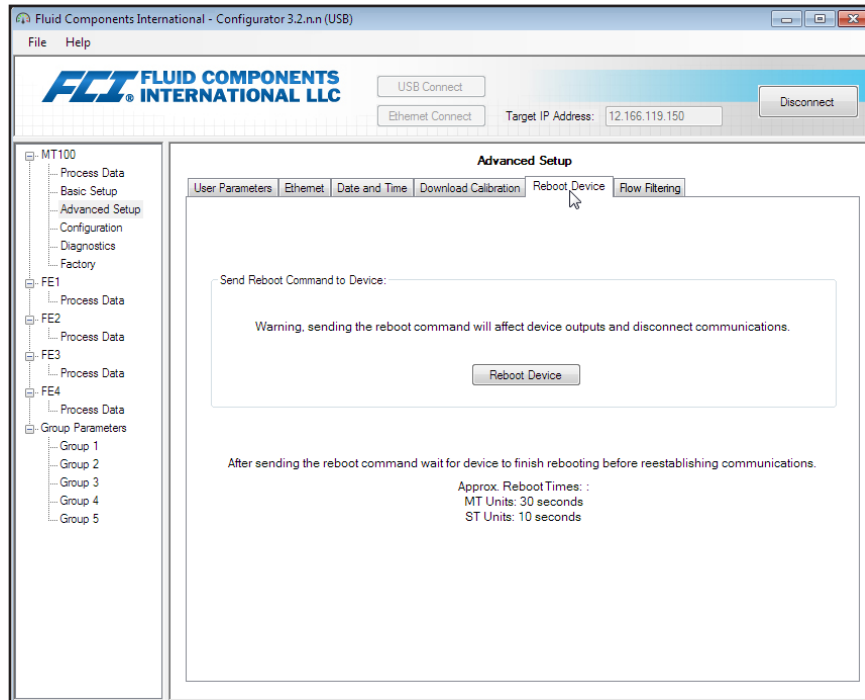 Fluid Components International - Configurator 3.2.n.n (USB)
File Help
FCI® FLUID COMPONENTS
INTERNATIONAL LLC
USB Connect
Ethernet Connect
Target IP Address: 12.166.119.150
Disconnect
MT100
Process Data
Basic Setup
Advanced Setup
Configuration
Diagnostics
Factory
FE1
Process Data
FE2
Process Data
FE3
Process Data
FE4
Process Data
Group Parameters
Group 1
Group 2
Group 3
Group 4
Group 5
Advanced Setup
User Parameters Ethernet Date and Time Download Calibration Reboot Device Flow Filtering
Send Reboot Command to Device:
Warning, sending the reboot command will affect device outputs and disconnect communications.
Reboot Device
After sending the reboot command wait for device to finish rebooting before reestablishing communications.
Approx. Reboot Times: :
MT Units: 30 seconds
ST Units: 10 seconds